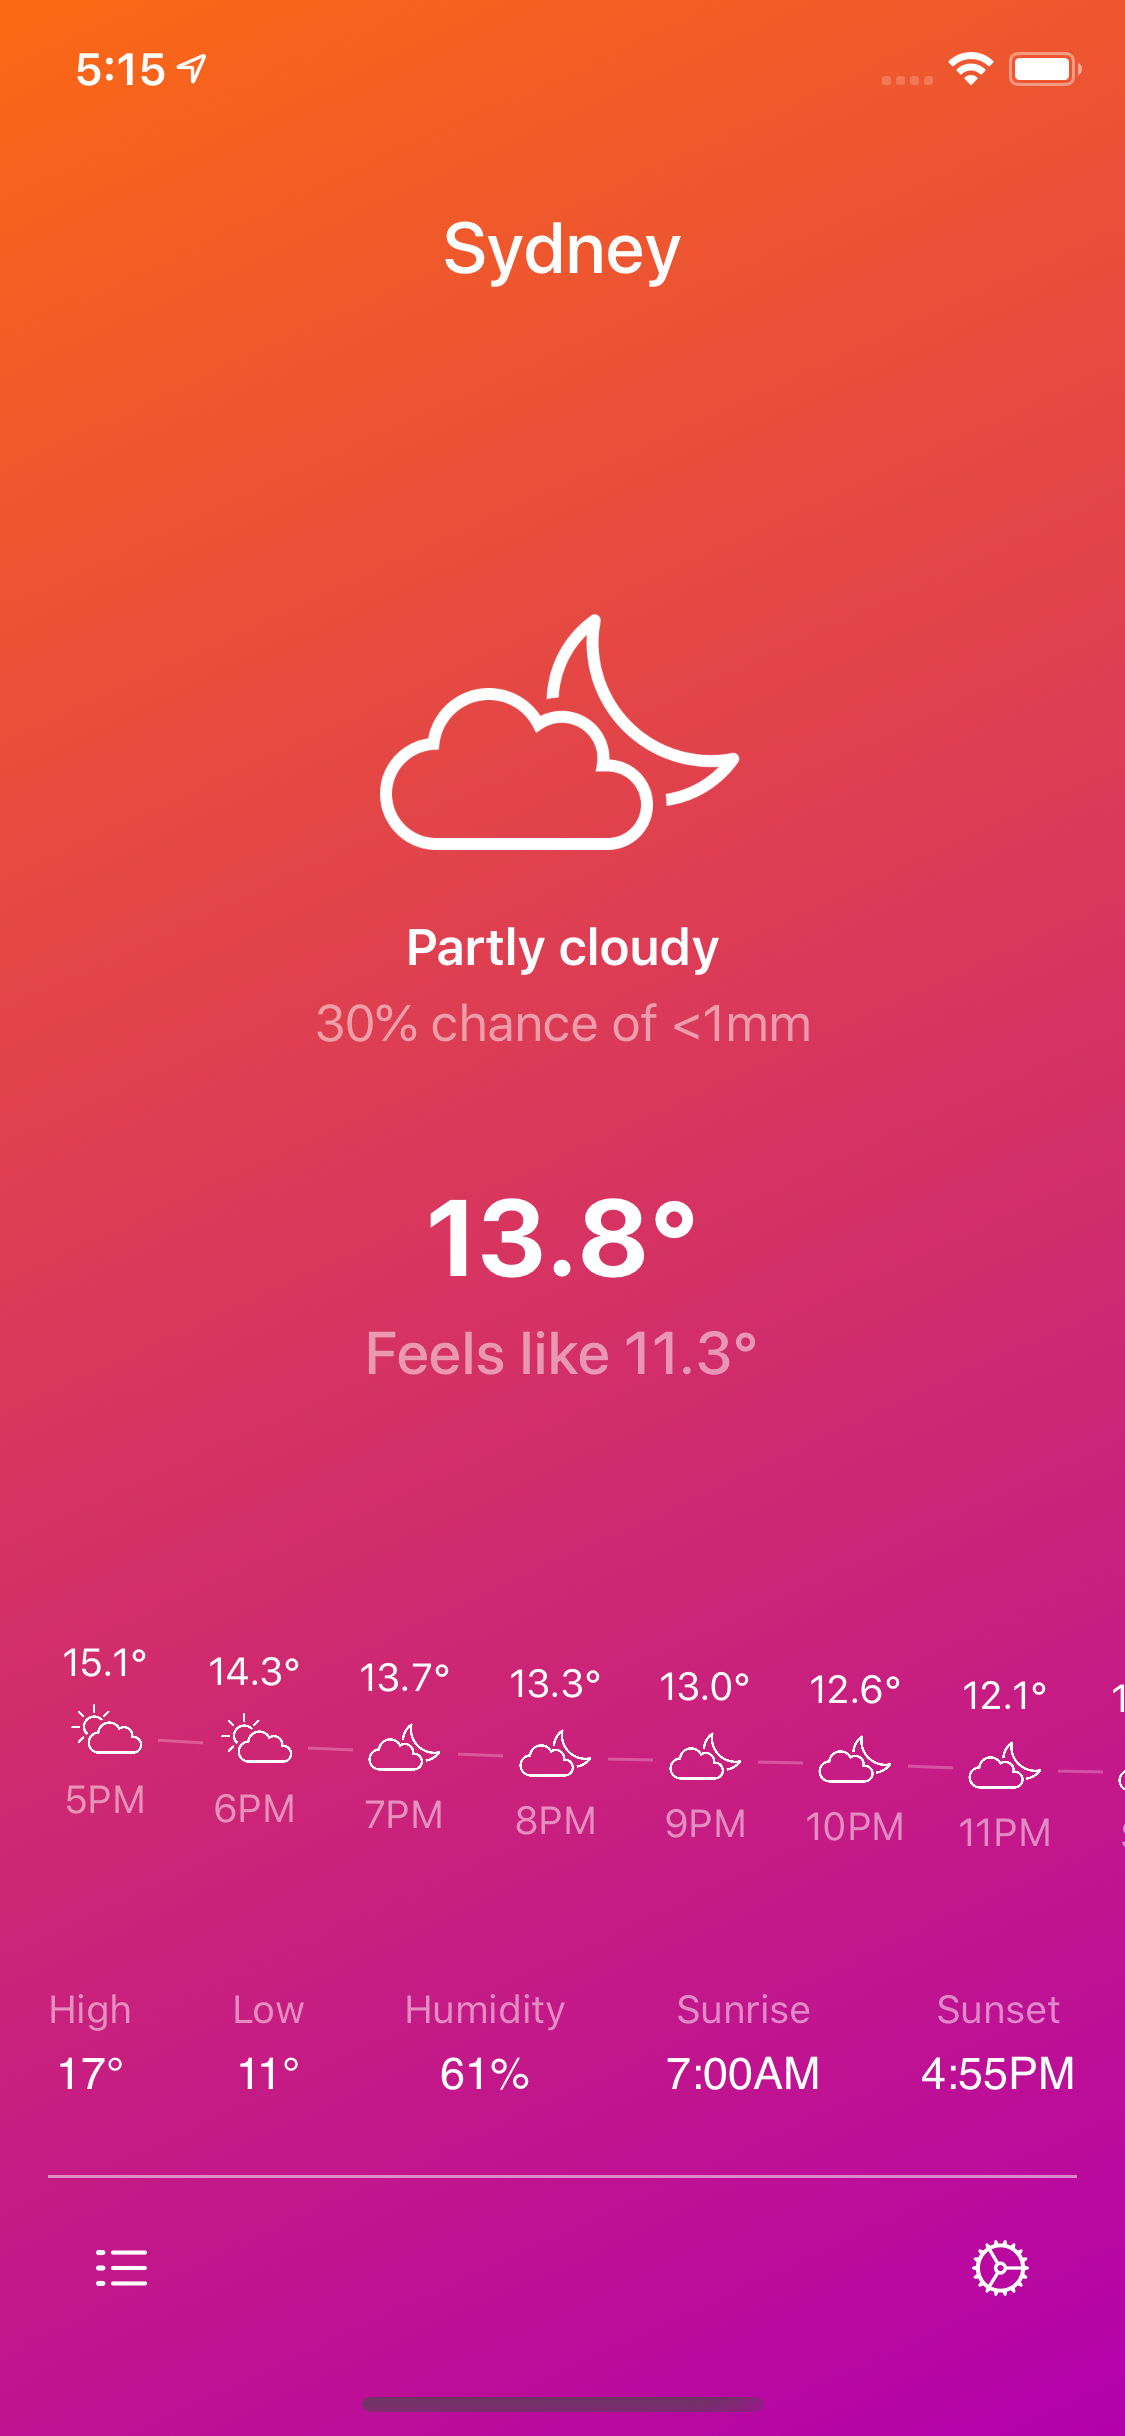 5:15
Sydney
Partly cloudy
30% chance of <1mm
13.8°
Feels like 11.3°
15.1° 14.3° 13.7° 13.3° 13.0° 12.6° 12.1°
5PM 6PM 7PM 8PM 9PM 10PM 11PM
High Low Humidity Sunrise Sunset
17° 11° 61% 7:00AM 4:55PM